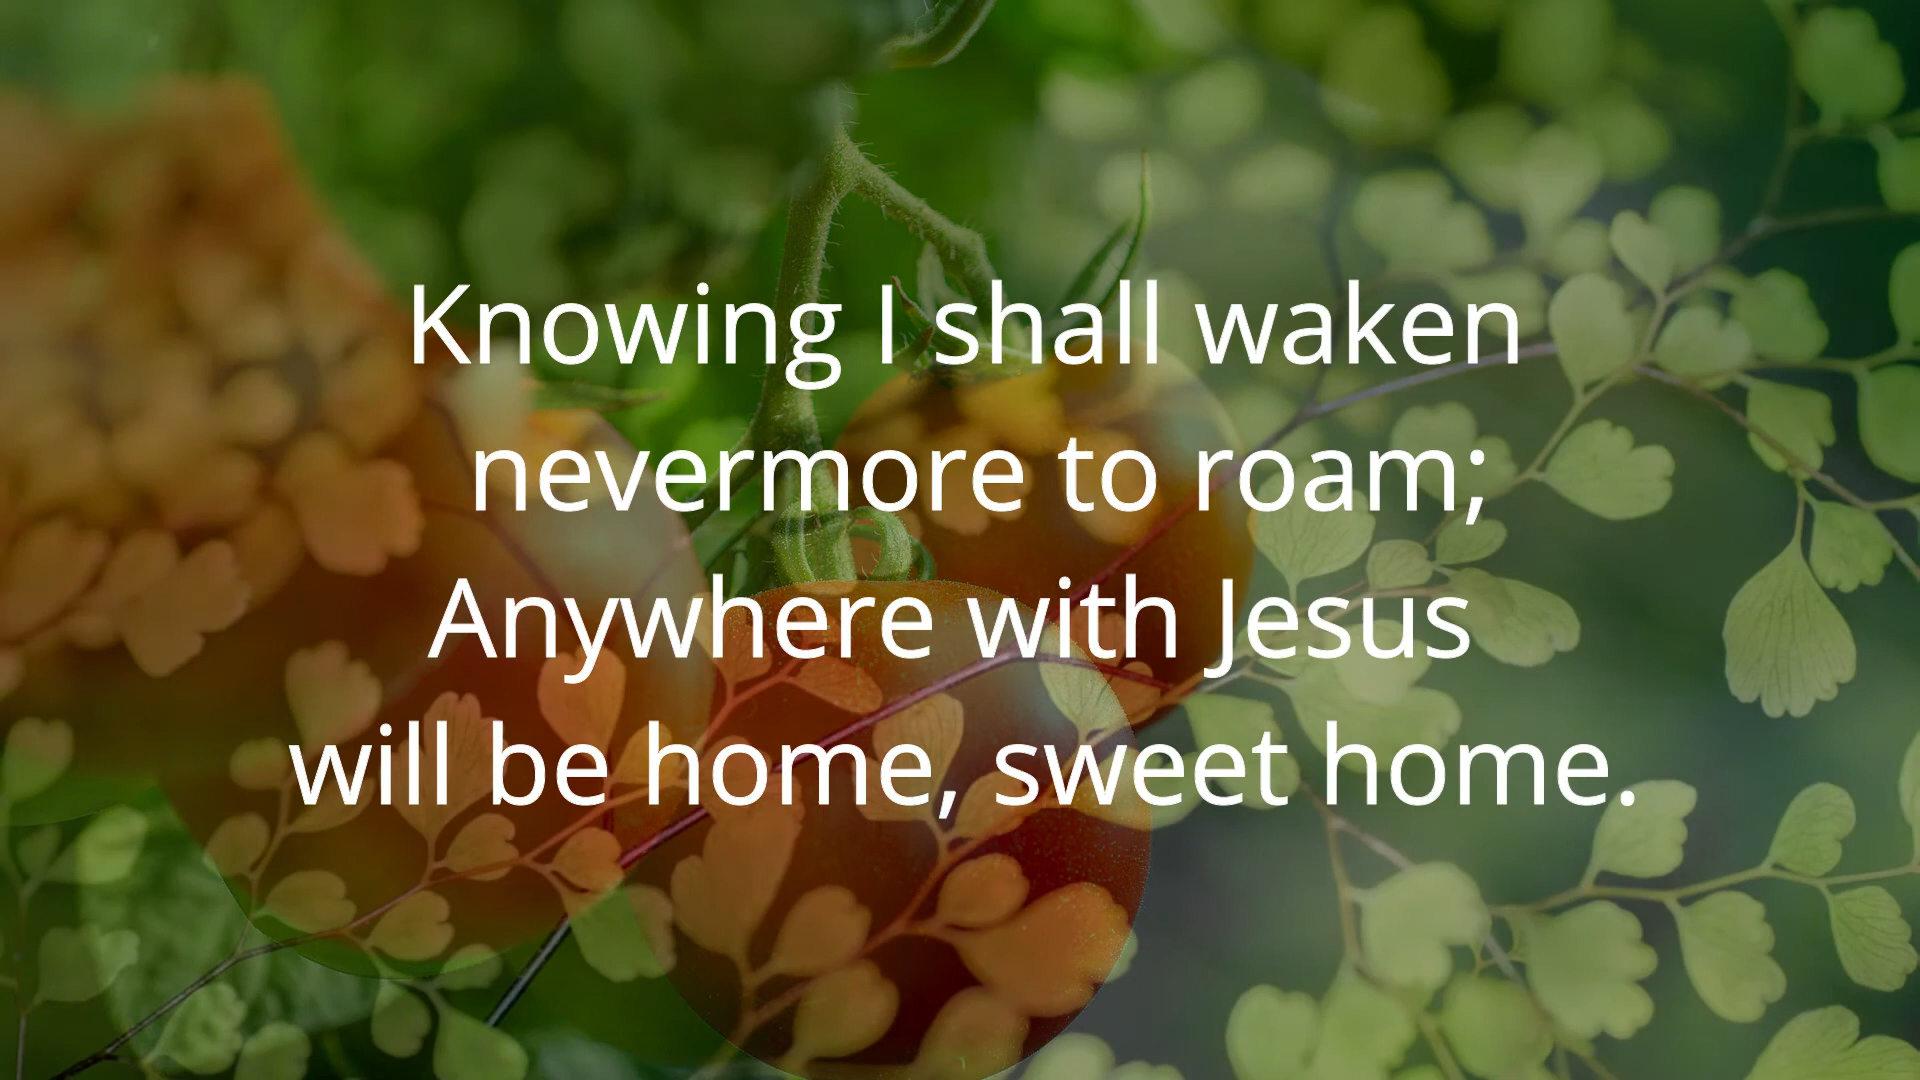 Knowing I shall waken
nevermore to roam;
Anywhere with Jesus
will be home, sweet home.